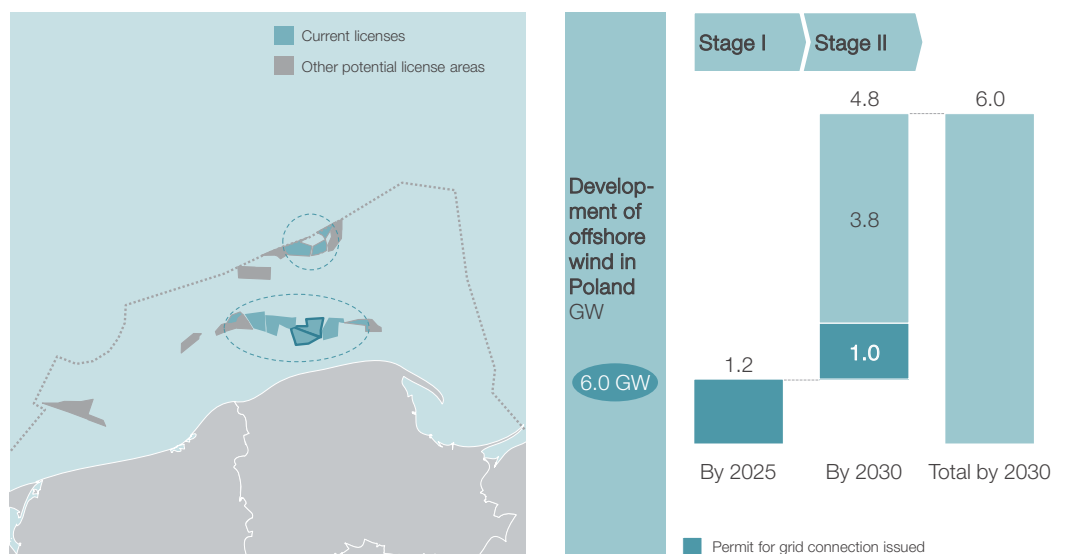 Current licenses
Other potential license areas
Develop-
ment of
offshore
wind in
Poland
GW
6.0 GW
Stage I
Stage II
4.8
6.0
3.8
1.0
1.2
By 2025
By 2030
Total by 2030
Permit for grid connection issued